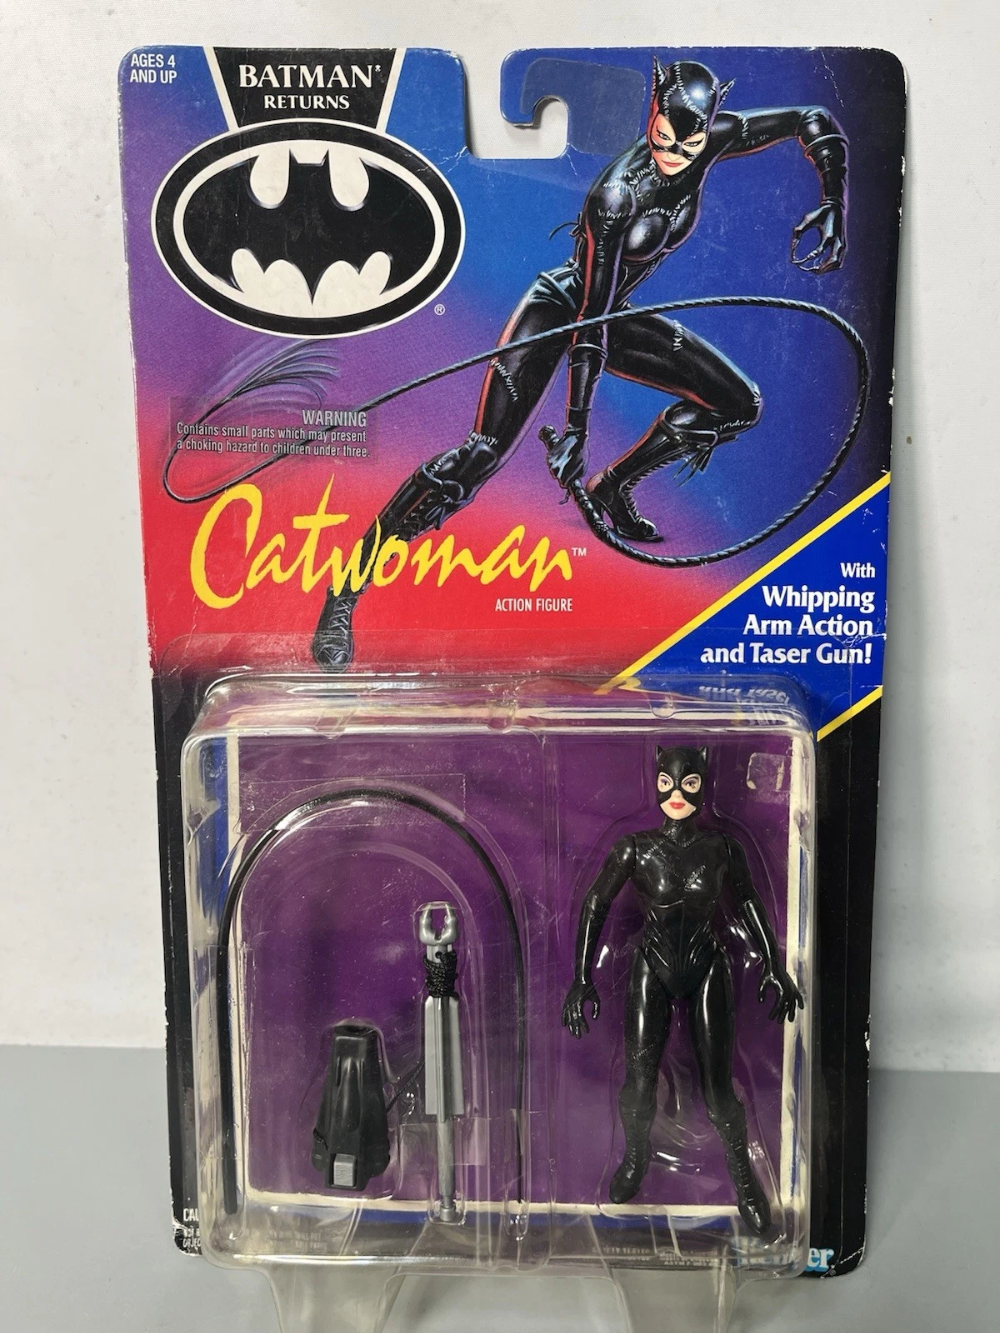 AGES 4
AND UP
BATMAN*
RETURNS
®
WARNING
Contains small parts which may present
a choking hazard to children under three.
Catwoman™
ACTION FIGURE
With
Whipping
Arm Action
and Taser Gun!